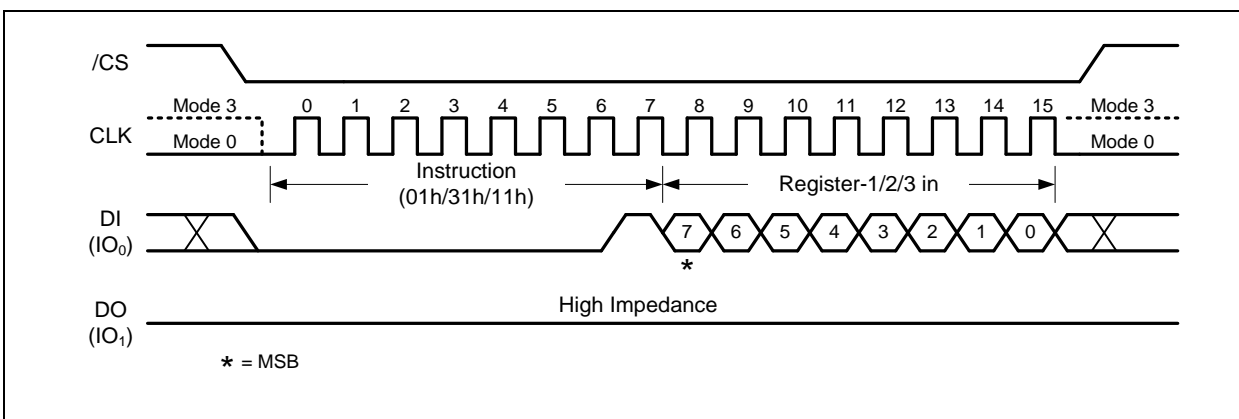 /CS
Mode 3 0 1 2 3 4 5 6 7 8 9 10 11 12 13 14 15 Mode 3
CLK
Mode 0 Mode 0
Instruction
(01h/31h/11h)
Register-1/2/3 in
DI
(IO₀)
7 6 5 4 3 2 1 0
*
High Impedance
DO
(IO₁)
* = MSB